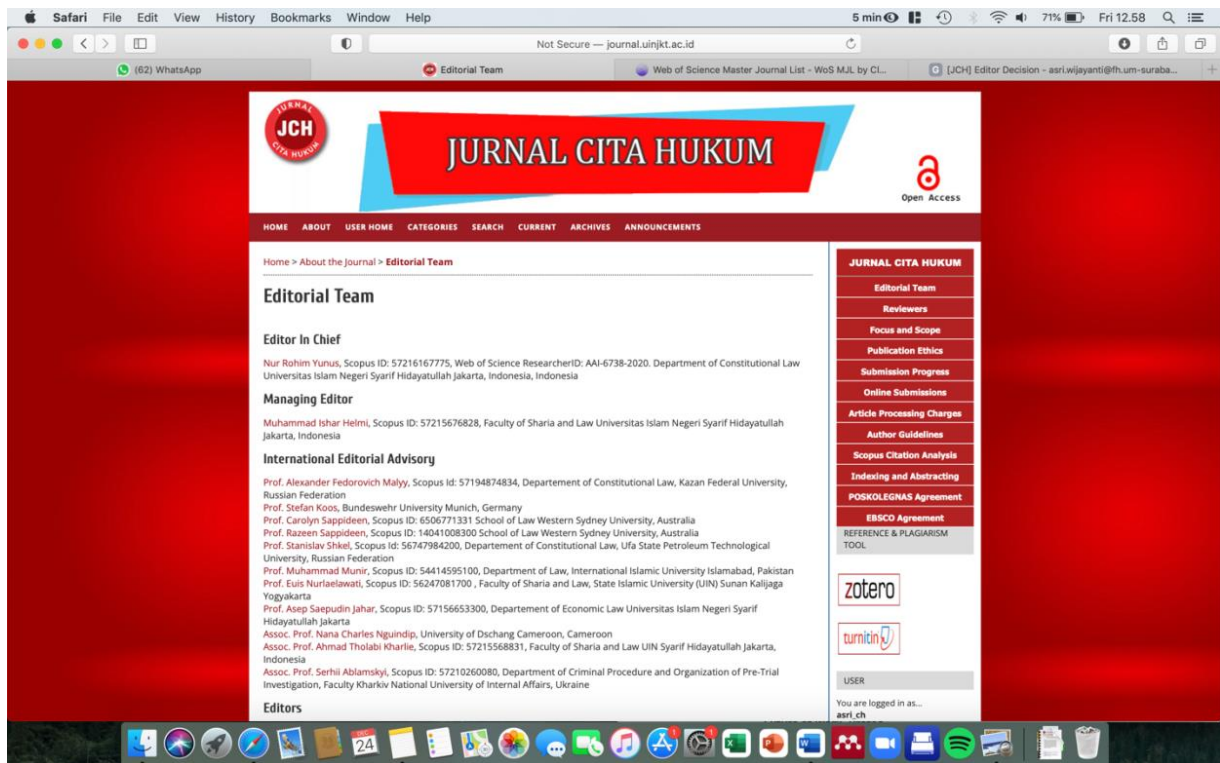 Safari File Edit View History Bookmarks Window Help
5 min 71% Fri 12.58
Not Secure — journal.uinjkt.ac.id
(62) WhatsApp
Editorial Team
Web of Science Master Journal List - WoS MJL by Cl...
G [JCH] Editor Decision - asri.wijayanti@fh.um-suraba...
JURNAL
JCH
CITA HUKUM
JURNAL CITA HUKUM
Open Access
HOME ABOUT USER HOME CATEGORIES SEARCH CURRENT ARCHIVES ANNOUNCEMENTS
Home > About the Journal > Editorial Team
Editorial Team
Editor In Chief
Nur Rohim Yunus, Scopus ID: 57216167775, Web of Science ResearcherID: AAI-6738-2020. Department of Constitutional Law
Universitas Islam Negeri Syarif Hidayatullah Jakarta, Indonesia, Indonesia
Managing Editor
Muhammad Ishar Helmi, Scopus ID: 57215676828, Faculty of Sharia and Law Universitas Islam Negeri Syarif Hidayatullah
Jakarta, Indonesia
International Editorial Advisory
Prof. Alexander Fedorovich Malyy, Scopus Id: 57194874834, Departement of Constitutional Law, Kazan Federal University,
Russian Federation
Prof. Stefan Koos, Bundeswehr University Munich, Germany
Prof. Carolyn Sappideen, Scopus ID: 6506771331 School of Law Western Sydney University, Australia
Prof. Razeen Sappideen, Scopus ID: 14041008300 School of Law Western Sydney University, Australia
Prof. Stanislav Shkel, Scopus Id: 56747984200, Departement of Constitutional Law, Ufa State Petroleum Technological
University, Russian Federation
Prof. Muhammad Munir, Scopus ID: 54414595100, Department of Law, International Islamic University Islamabad, Pakistan
Prof. Euis Nurlaelawati, Scopus ID: 56247081700 , Faculty of Sharia and Law, State Islamic University (UIN) Sunan Kalijaga
Yogyakarta
Prof. Asep Saepudin Jahar, Scopus ID: 57156653300, Departement of Economic Law Universitas Islam Negeri Syarif
Hidayatullah Jakarta
Assoc. Prof. Nana Charles Nguindip, University of Dschang Cameroon, Cameroon
Assoc. Prof. Ahmad Tholabi Kharlie, Scopus ID: 57215568831, Faculty of Sharia and Law UIN Syarif Hidayatullah Jakarta,
Indonesia
Assoc. Prof. Serhii Ablamskyi, Scopus ID: 57210260080, Department of Criminal Procedure and Organization of Pre-Trial
Investigation, Faculty Kharkiv National University of Internal Affairs, Ukraine
Editors
JURNAL CITA HUKUM
Editorial Team
Reviewers
Focus and Scope
Publication Ethics
Submission Progress
Online Submissions
Article Processing Charges
Author Guidelines
Scopus Citation Analysis
Indexing and Abstracting
POSKOLEGNAS Agreement
EBSCO Agreement
REFERENCE & PLAGIARISM
TOOL
zotero
turnitin
USER
You are logged in as...
asri_ch
DEC
24